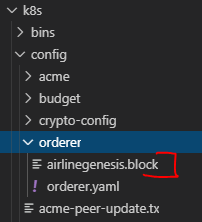 k8s
bins
config
acme
budget
crypto-config
orderer
airlinegenesis.block
! orderer.yaml
acme-peer-update.tx